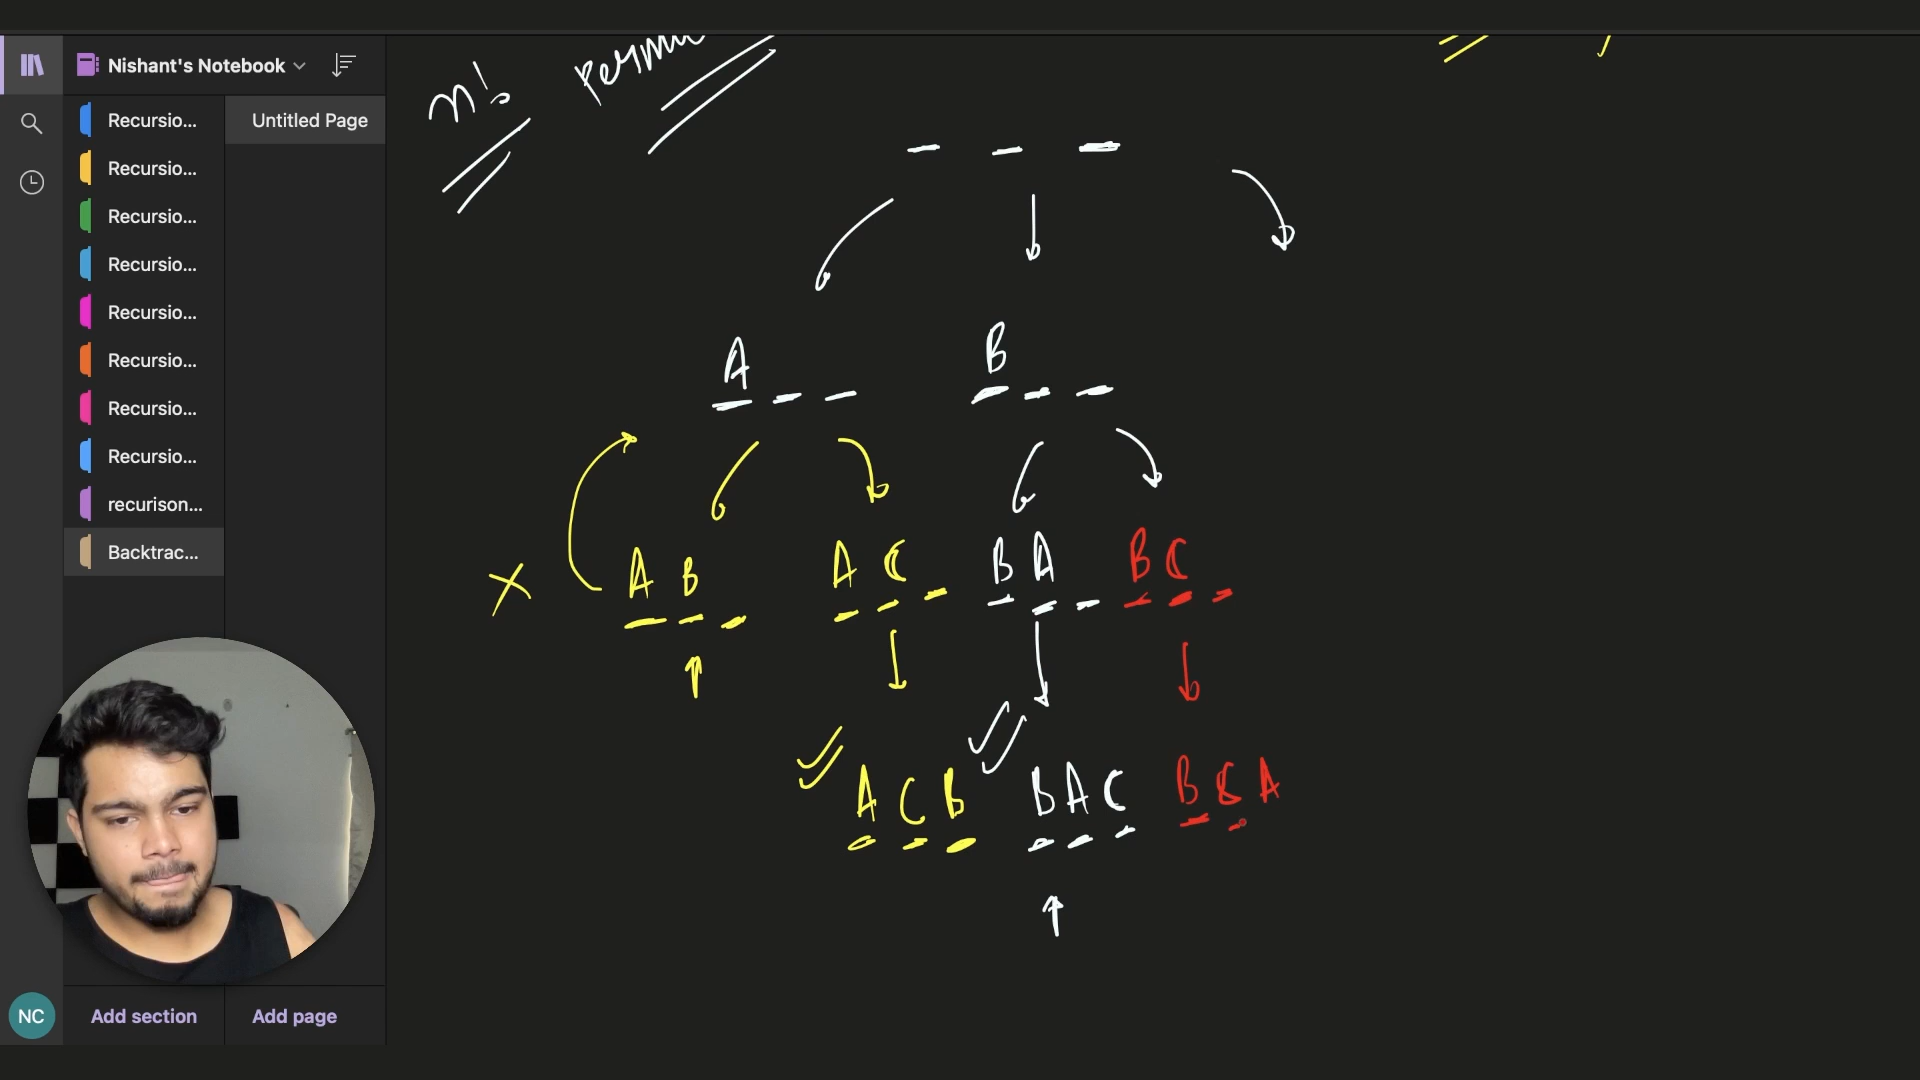 Nishant's Notebook
Recursio...
Untitled Page
Recursio...
Recursio...
Recursio...
Recursio...
Recursio...
Recursio...
Recursio...
recurison...
Backtrac...
NC
Add section
Add page
n!
A
B
A B
A C
B A
B C
A C B
B A C
B C A